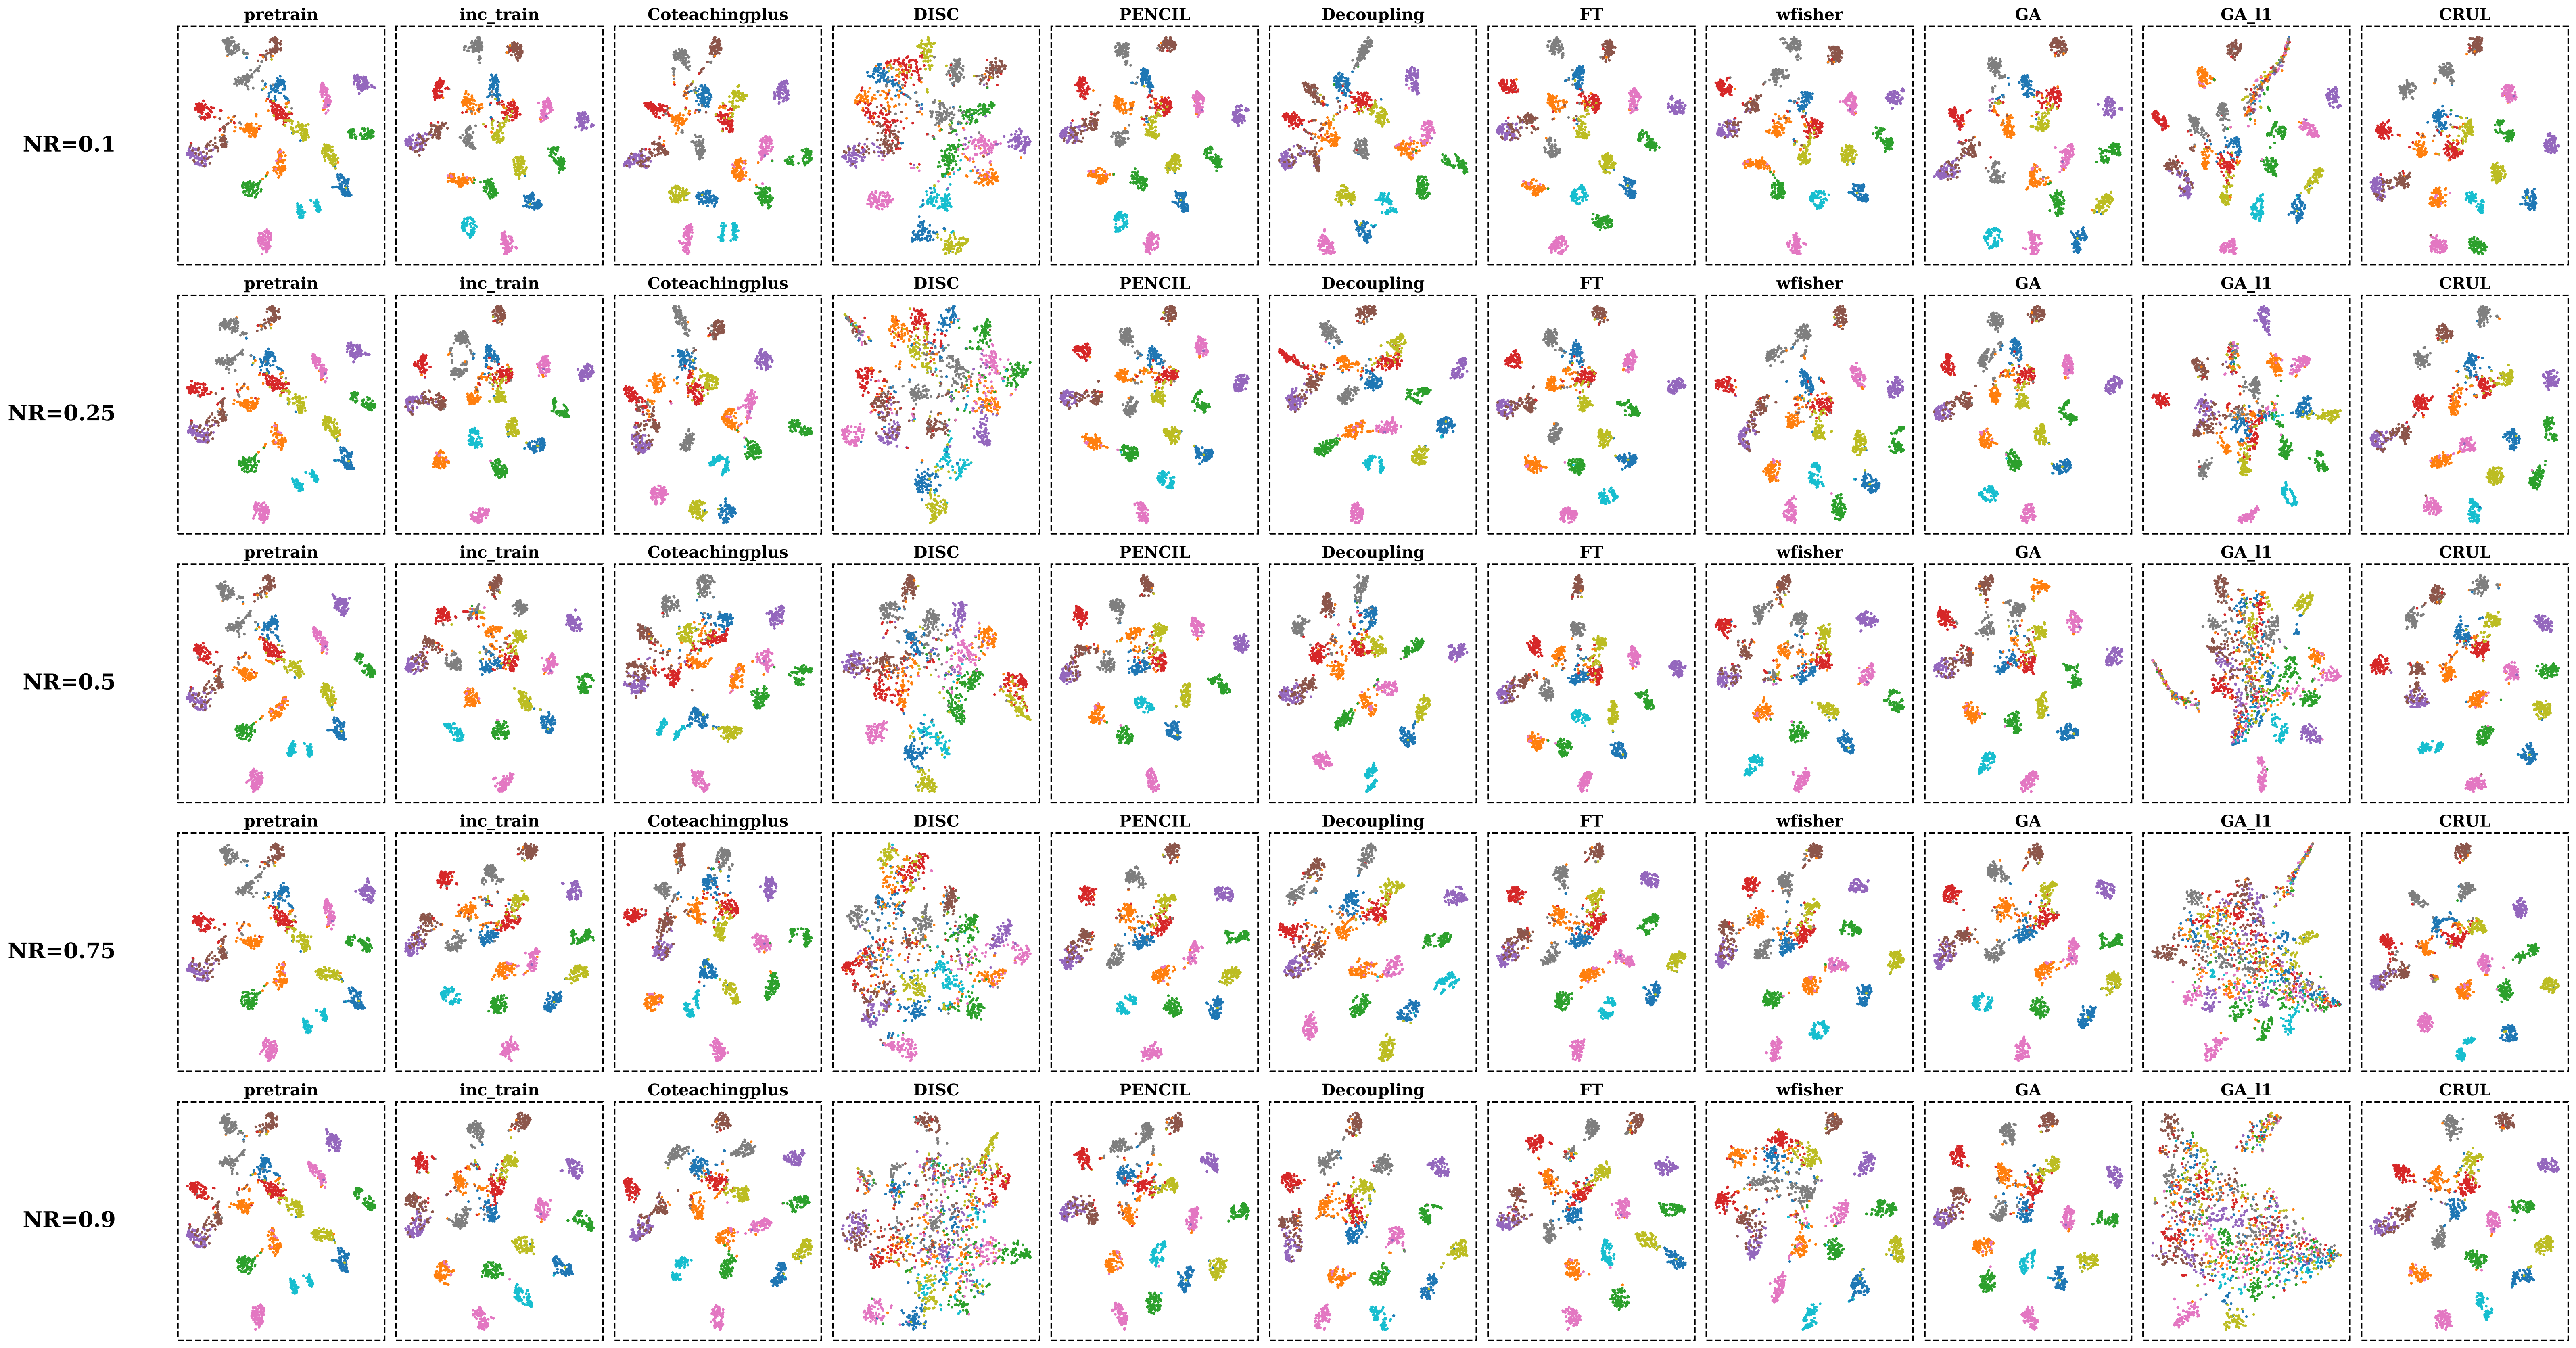 pretrain inc_train Coteachingplus DISC PENCIL Decoupling FT wfisher GA GA_l1 CRUL
NR=0.1
pretrain inc_train Coteachingplus DISC PENCIL Decoupling FT wfisher GA GA_l1 CRUL
NR=0.25
pretrain inc_train Coteachingplus DISC PENCIL Decoupling FT wfisher GA GA_l1 CRUL
NR=0.5
pretrain inc_train Coteachingplus DISC PENCIL Decoupling FT wfisher GA GA_l1 CRUL
NR=0.75
pretrain inc_train Coteachingplus DISC PENCIL Decoupling FT wfisher GA GA_l1 CRUL
NR=0.9